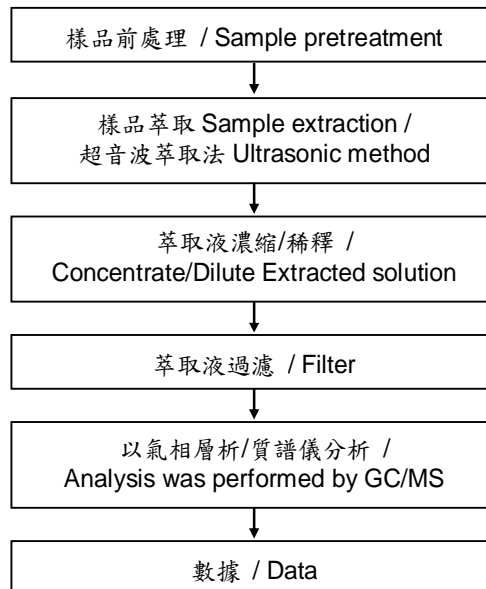 樣品前處理 / Sample pretreatment
樣品萃取 Sample extraction /
超音波萃取法 Ultrasonic method
萃取液濃縮/稀釋 /
Concentrate/Dilute Extracted solution
萃取液過濾 / Filter
以氣相層析/質譜儀分析 /
Analysis was performed by GC/MS
數據 / Data